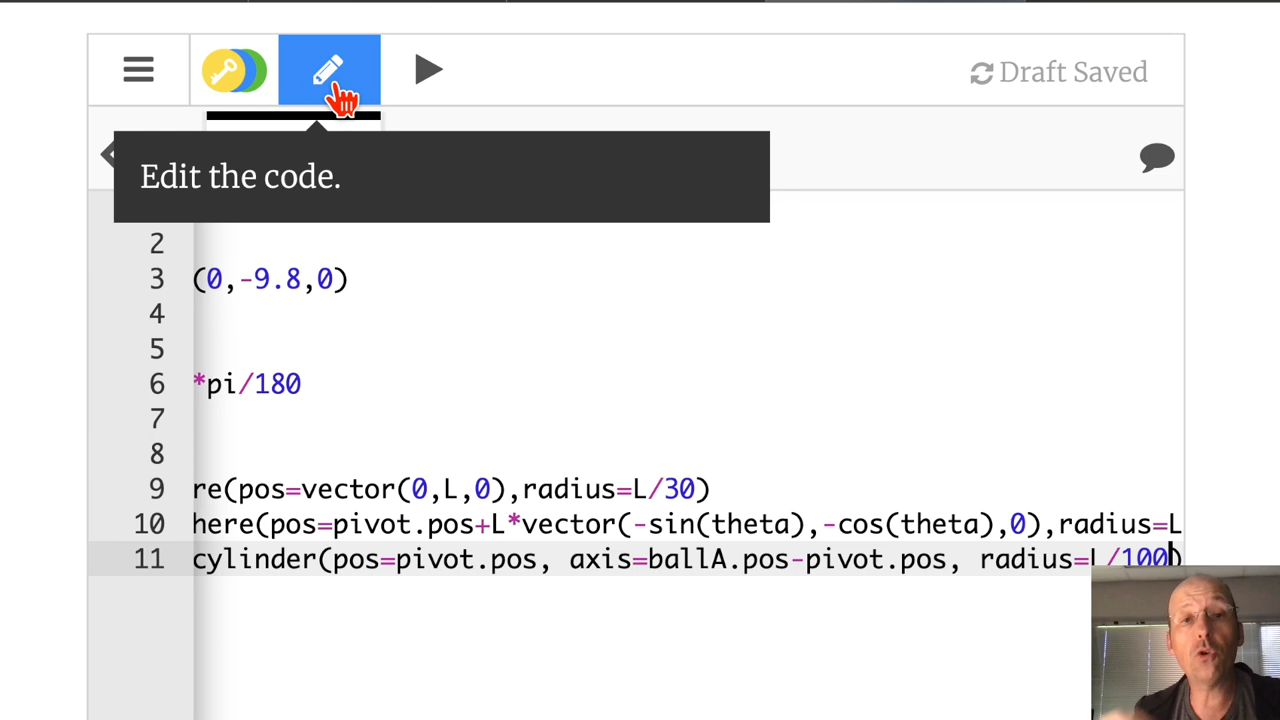 Draft Saved
Edit the code.
2
3 (0,-9.8,0)
4
5
6 *pi/180
7
8
9 re(pos=vector(0,L,0),radius=L/30)
10 here(pos=pivot.pos+L*vector(-sin(theta),-cos(theta),0),radius=L
11 cylinder(pos=pivot.pos, axis=ballA.pos-pivot.pos, radius=L/100)